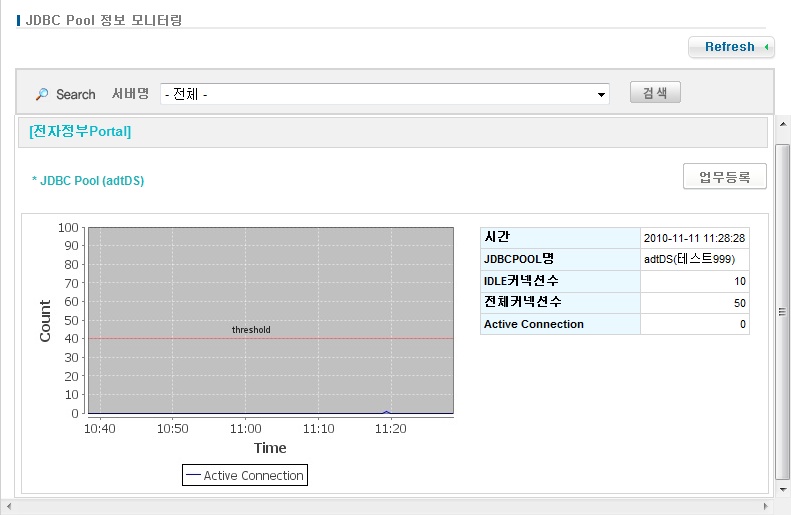 JDBC Pool 정보 모니터링
Refresh
Search 서버명 - 전체 - 검색
[전자정부Portal]
* JDBC Pool (adtDS) 업무등록
100
90
80
70
60
50
40
30
20
10
0
Count
threshold
10:40 10:50 11:00 11:10 11:20
Time
Active Connection
시간 2010-11-11 11:28:28
JDBCPOOL명 adtDS(테스트999)
IDLE커넥션수 10
전체커넥션수 50
Active Connection 0